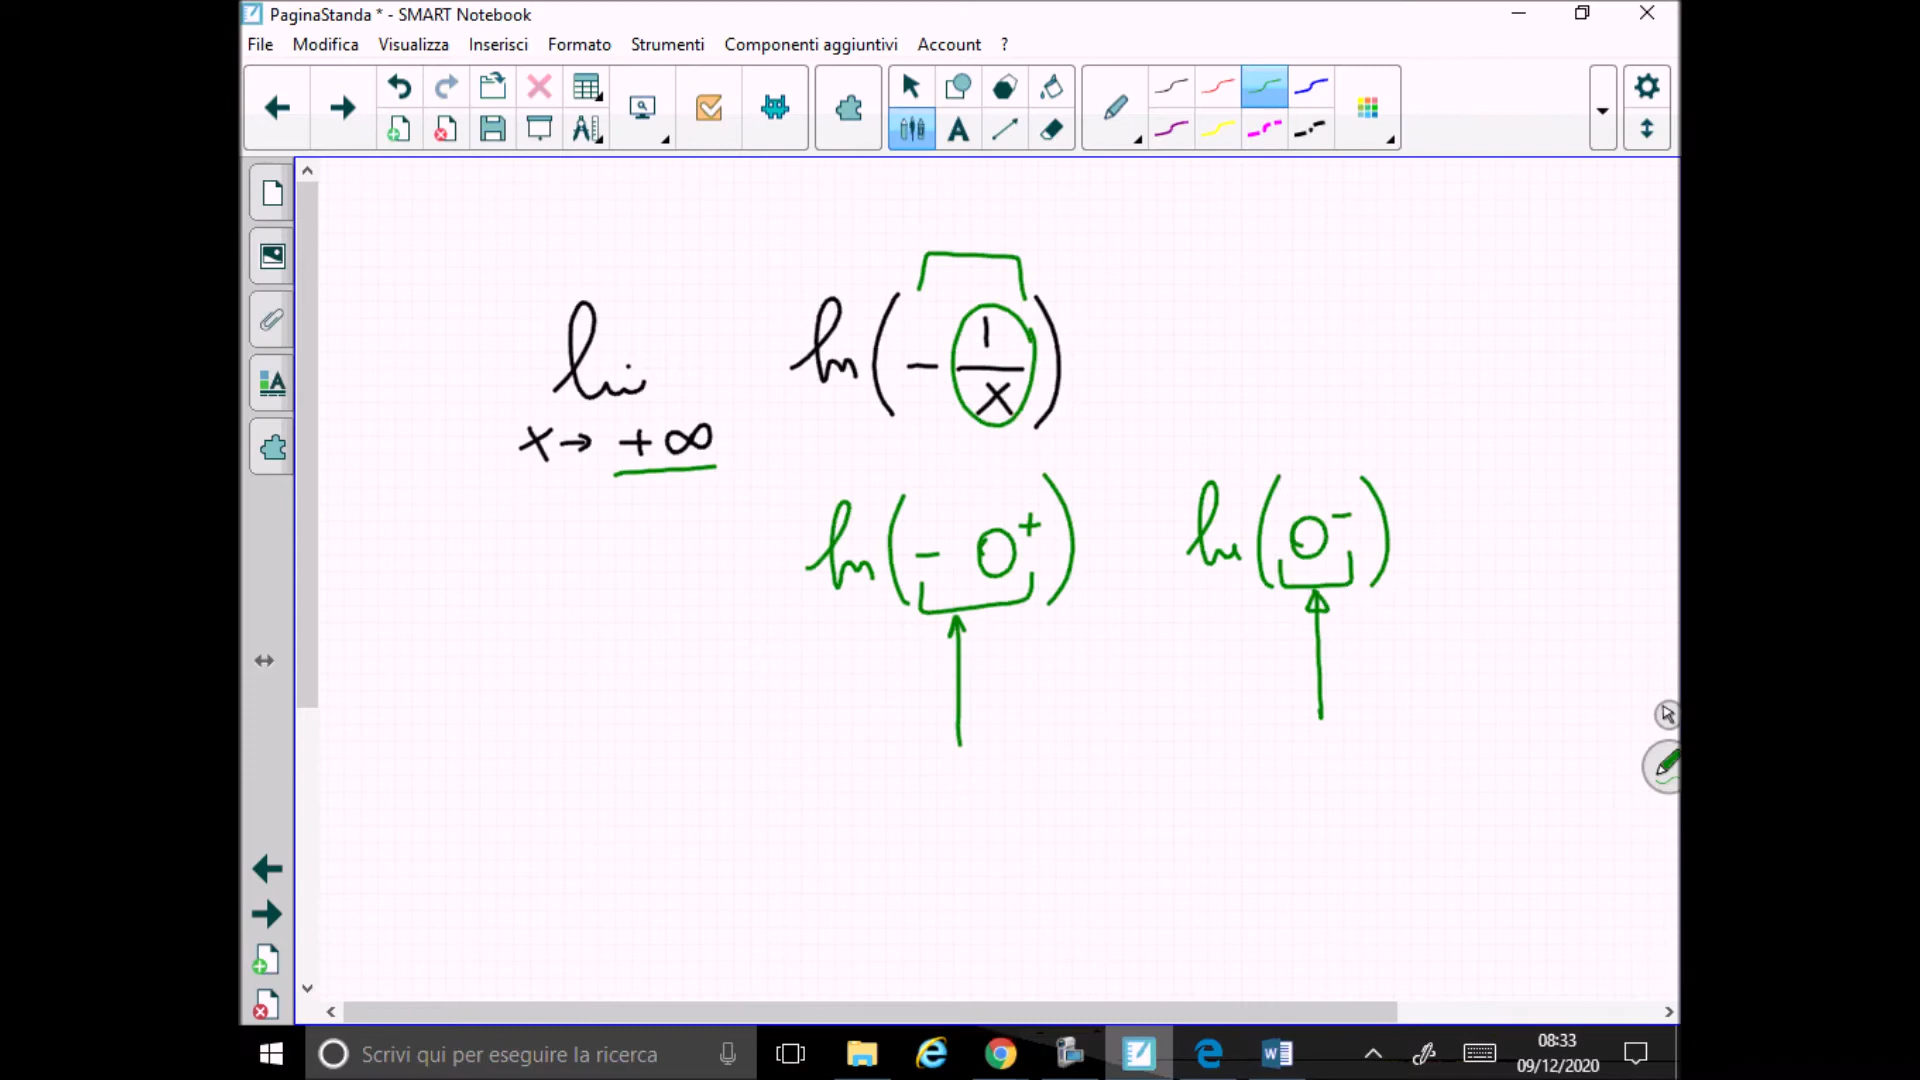 PaginaStanda * - SMART Notebook
File Modifica Visualizza Inserisci Formato Strumenti Componenti aggiuntivi Account ?
lim ln(- 1/x)
x → +∞
ln(- 0⁺) ln(0⁻)
Scrivi qui per eseguire la ricerca
08:33
09/12/2020